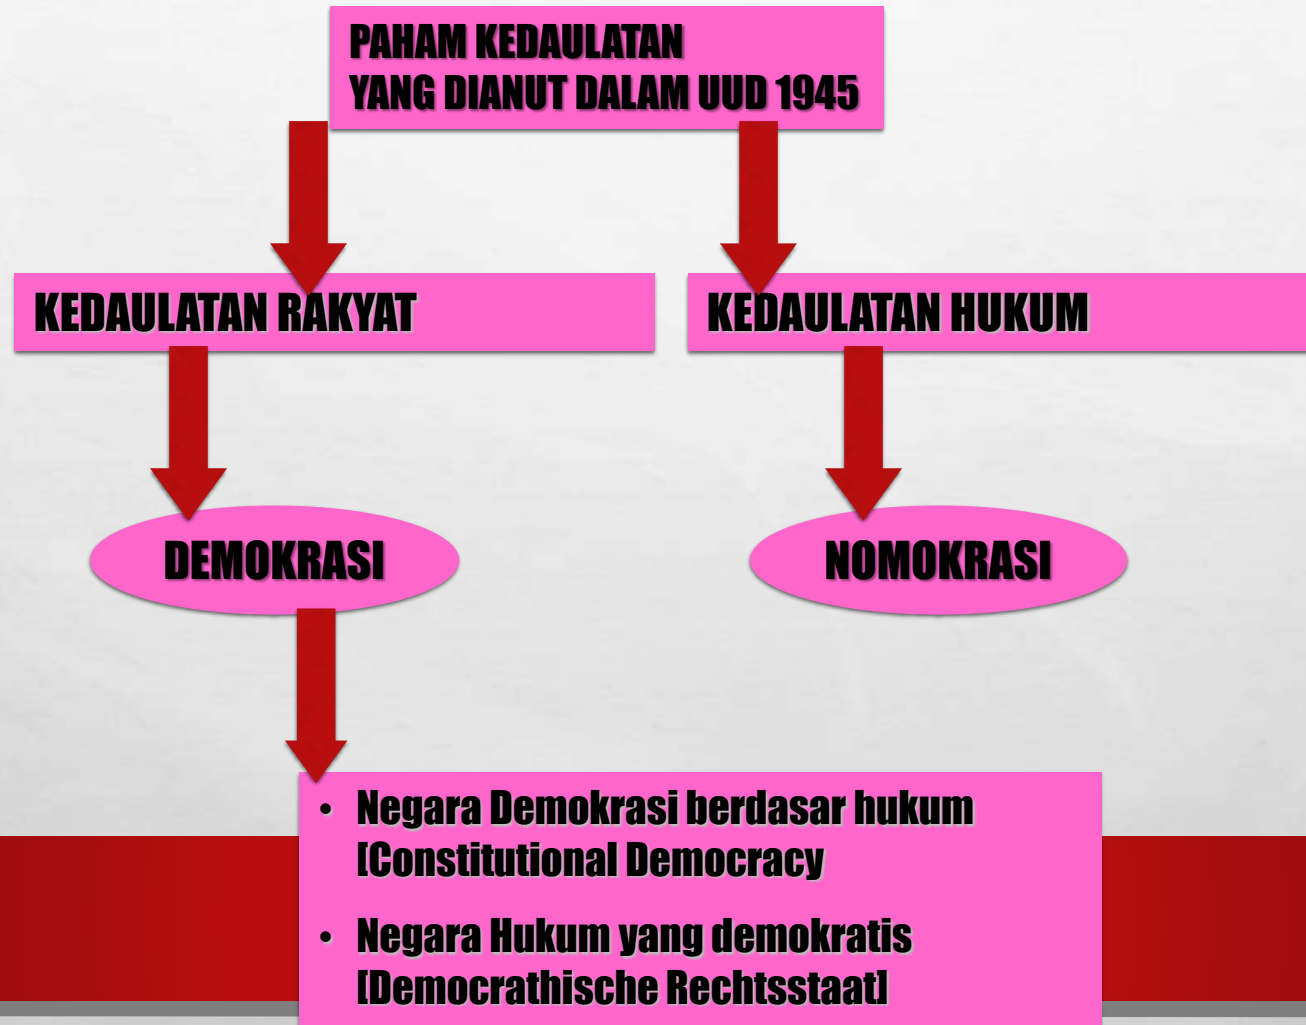 PAHAM KEDAULATAN
YANG DIANUT DALAM UUD 1945
KEDAULATAN RAKYAT
KEDAULATAN HUKUM
DEMOKRASI
NOMOKRASI
• Negara Demokrasi berdasar hukum
[Constitutional Democracy
• Negara Hukum yang demokratis
[Democrathische Rechtsstaat]